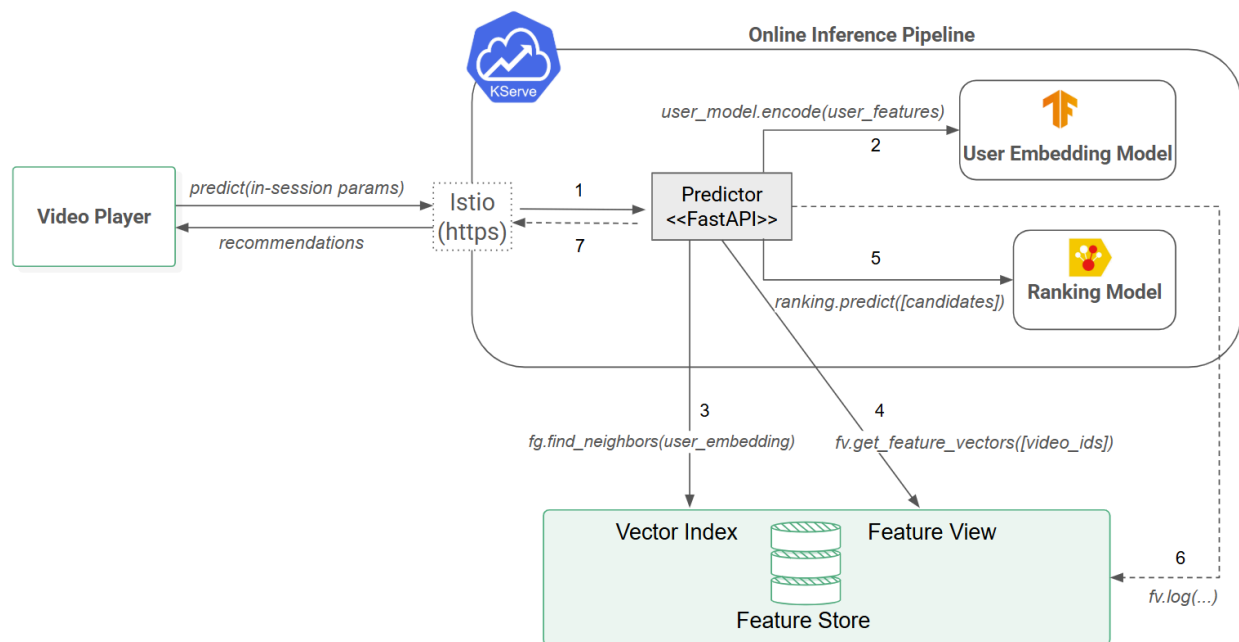 Online Inference Pipeline
KServe
user_model.encode(user_features)
2
User Embedding Model
Video Player
predict(in-session params)
recommendations
Istio
(https)
1
7
Predictor
<<FastAPI>>
5
ranking.predict([candidates])
Ranking Model
3
fg.find_neighbors(user_embedding)
4
fv.get_feature_vectors([video_ids])
Vector Index
Feature View
Feature Store
6
fv.log(...)